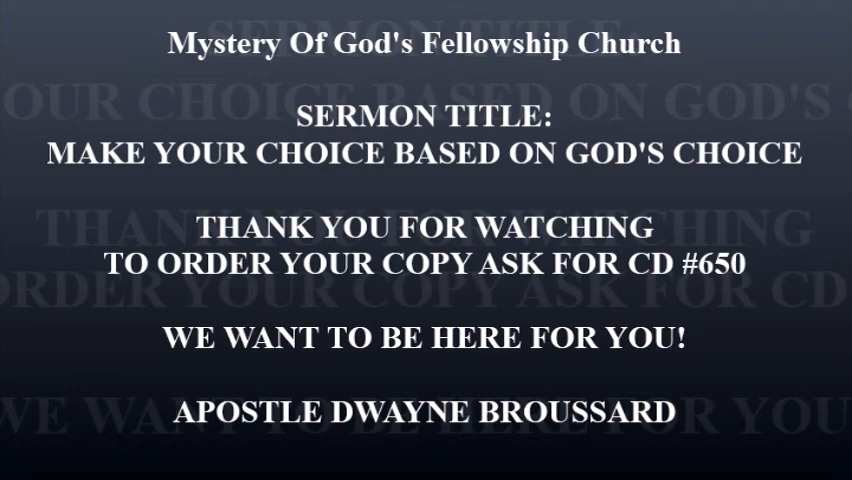 Mystery Of God's Fellowship Church
SERMON TITLE:
MAKE YOUR CHOICE BASED ON GOD'S CHOICE
THANK YOU FOR WATCHING
TO ORDER YOUR COPY ASK FOR CD #650
WE WANT TO BE HERE FOR YOU!
APOSTLE DWAYNE BROUSSARD